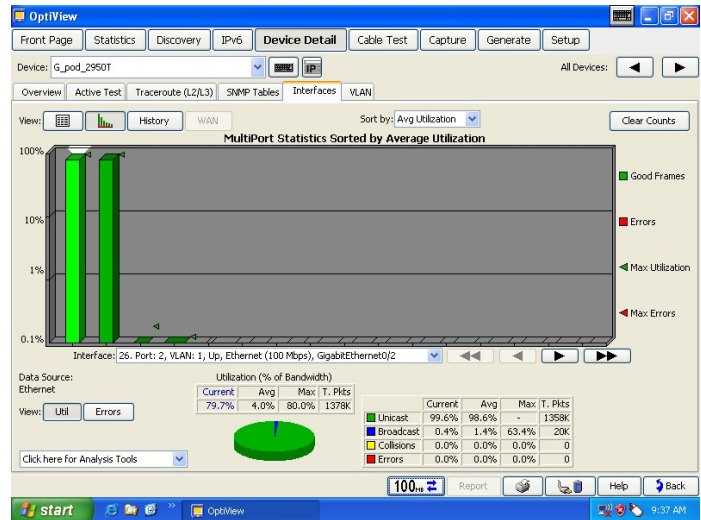 OptiView
Front Page Statistics Discovery IPv6 Device Detail Cable Test Capture Generate Setup
Device: G_pod_2950T IP All Devices:
Overview Active Test Traceroute (L2/L3) SNMP Tables Interfaces VLAN
View: History WAN Sort by: Avg Utilization Clear Counts
MultiPort Statistics Sorted by Average Utilization
100%
Good Frames
10%
Errors
1%
Max Utilization
Max Errors
0.1%
Interface: 26. Port: 2, VLAN: 1, Up, Ethernet (100 Mbps), GigabitEthernet0/2
Data Source:
Ethernet
Utilization (% of Bandwidth)
Current Avg Max T. Pkts
79.7% 4.0% 80.0% 1378K
View: Util Errors
Current Avg Max T. Pkts
Unicast 99.6% 98.6% - 1358K
Broadcast 0.4% 1.4% 63.4% 20K
Collisions 0.0% 0.0% 0.0% 0
Errors 0.0% 0.0% 0.0% 0
Click here for Analysis Tools
100 Report Help Back
start OptiView 9:37 AM